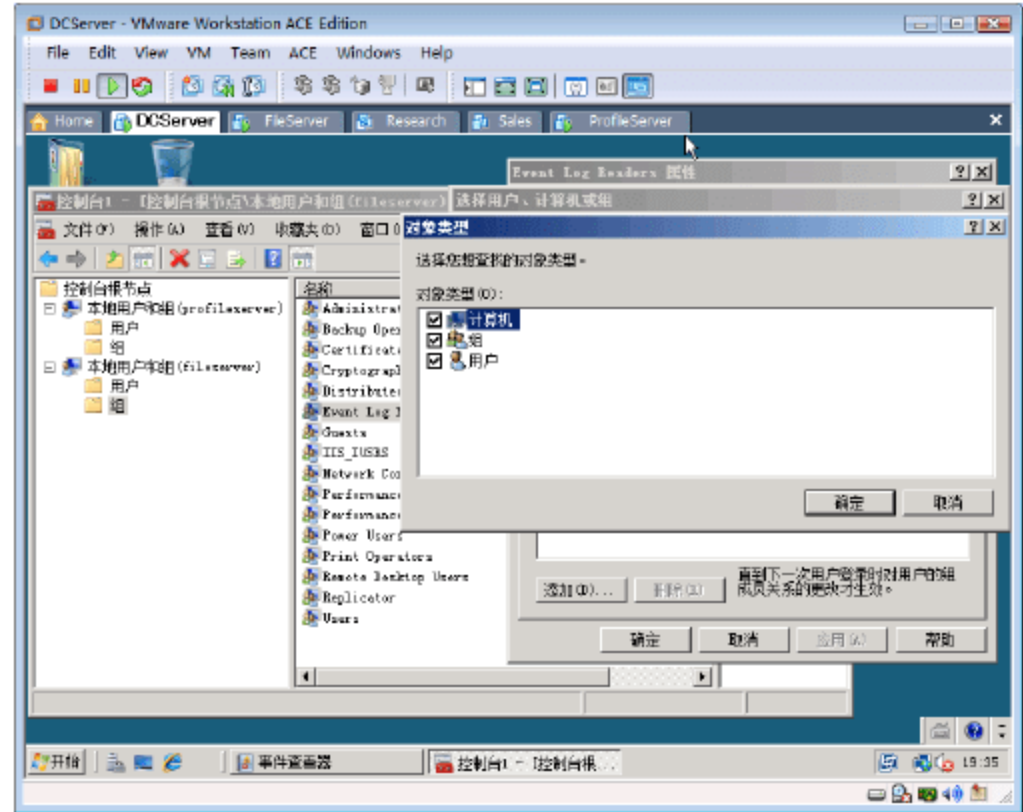 DCServer - VMware Workstation ACE Edition
File Edit View VM Team ACE Windows Help
Home DCServer FileServer Research Sales ProfileServer
Event Log Readers 属性
控制台1 - [控制台根节点\本地用户和组(fileserver)
选择用户、计算机或组
文件(F) 操作(A) 查看(V) 收藏夹(O) 窗口
对象类型
选择您想查找的对象类型。
对象类型(O):
计算机
组
用户
确定 取消
控制台根节点
本地用户和组(profileserver)
用户
组
本地用户和组(fileserver)
用户
组
名称
Administrat
Backup Oper
Certificate
Cryptograp
Distribute
Event Log
Guests
IIS_IUSRS
Network Co
Performanc
Performanc
Power Users
Print Operators
Remote Desktop Users
Replicator
Users
添加(D)... 删除(R)
直到下一次用户登录时对用户的组
成员关系的更改才生效。
确定 取消 应用(A) 帮助
开始 事件查看器 控制台1 - [控制台根... 19:35